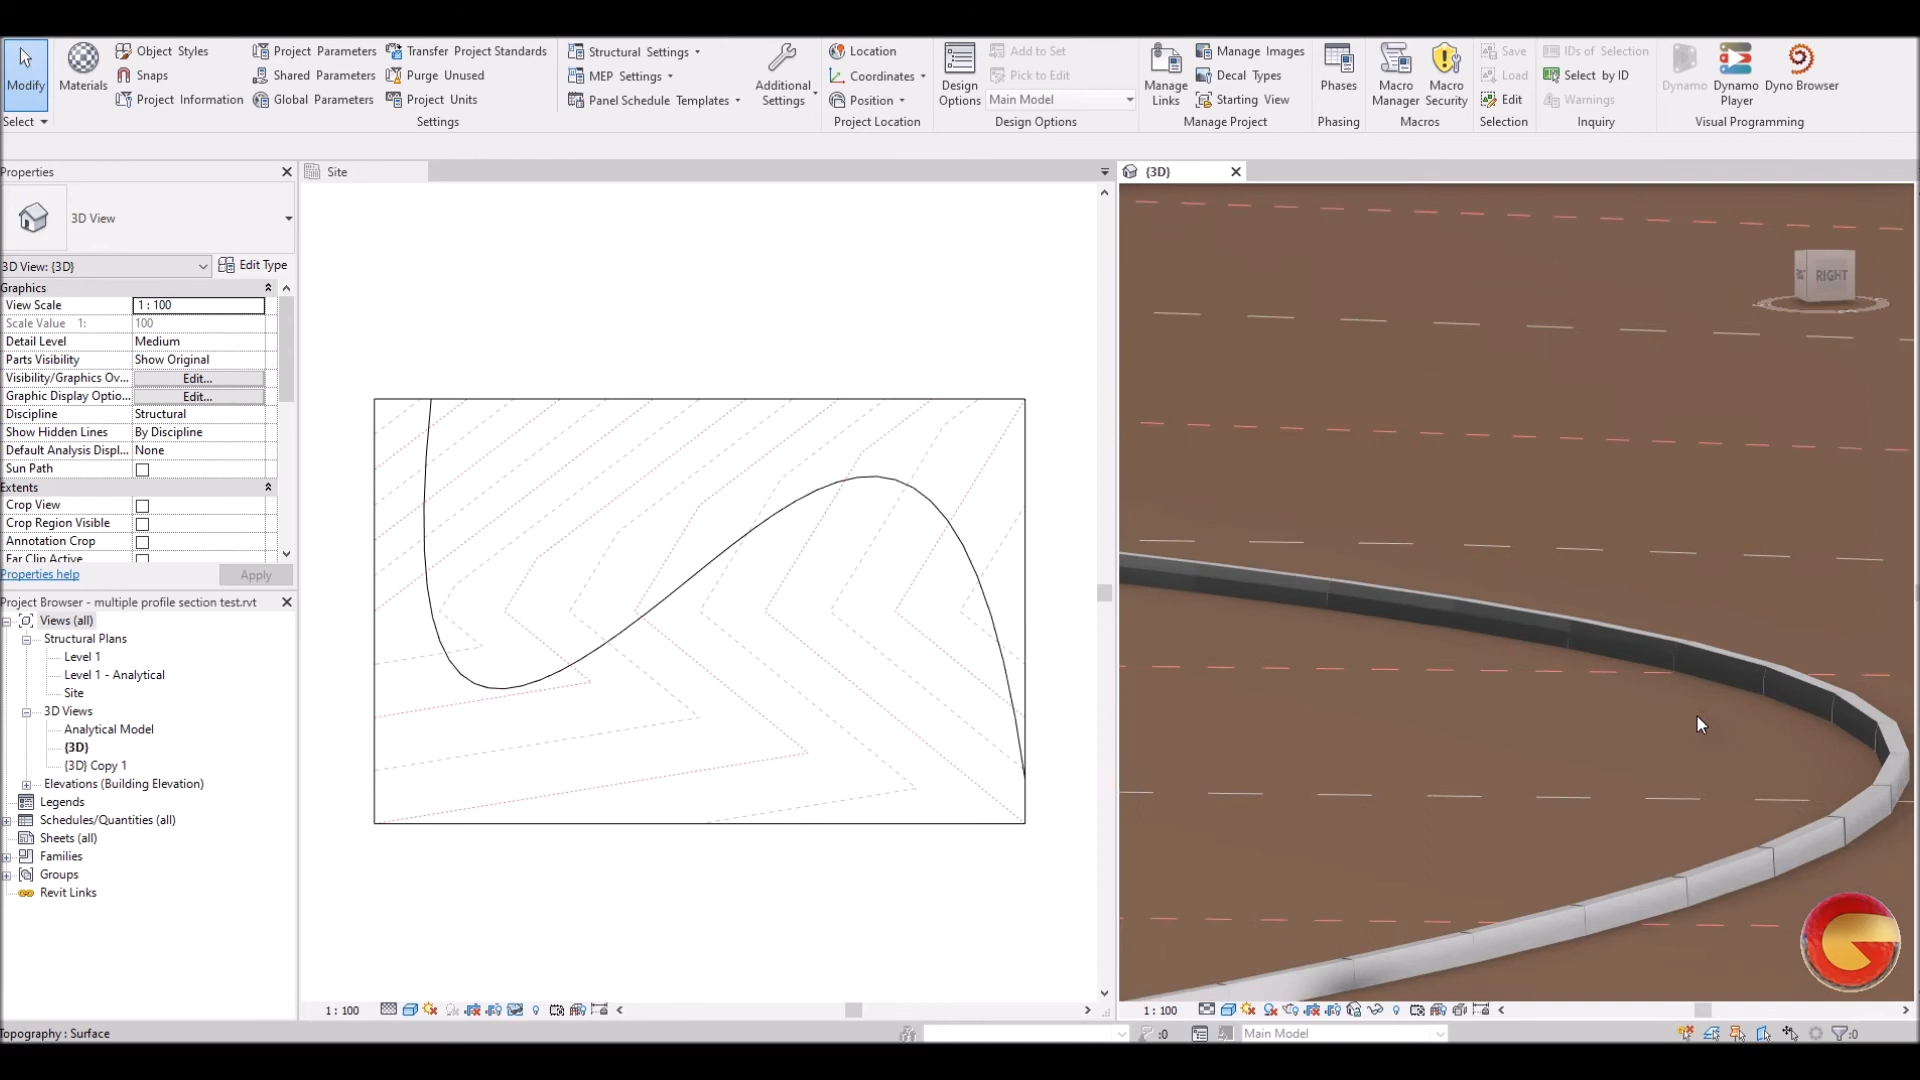 Modify
Select
Materials
Object Styles
Snaps
Project Information
Project Parameters
Shared Parameters
Global Parameters
Transfer Project Standards
Purge Unused
Project Units
Settings
Structural Settings
MEP Settings
Panel Schedule Templates
Additional
Settings
Location
Coordinates
Position
Project Location
Design
Options
Add to Set
Pick to Edit
Main Model
Design Options
Manage
Links
Manage Images
Decal Types
Starting View
Manage Project
Phases
Phasing
Macro
Manager
Macro
Security
Macros
Save
Load
Edit
Selection
IDs of Selection
Select by ID
Warnings
Inquiry
Dynamo
Dynamo
Player
Dyno Browser
Visual Programming
Properties
3D View
3D View: {3D}
Edit Type
Graphics
View Scale 1 : 100
Scale Value 1: 100
Detail Level Medium
Parts Visibility Show Original
Visibility/Graphics Ov... Edit...
Graphic Display Optio... Edit...
Discipline Structural
Show Hidden Lines By Discipline
Default Analysis Displ... None
Sun Path
Extents
Crop View
Crop Region Visible
Annotation Crop
Far Clip Active
Properties help
Apply
Project Browser - multiple profile section test.rvt
Views (all)
Structural Plans
Level 1
Level 1 - Analytical
Site
3D Views
Analytical Model
{3D}
{3D} Copy 1
Elevations (Building Elevation)
Legends
Schedules/Quantities (all)
Sheets (all)
Families
Groups
Revit Links
Site
1 : 100
{3D}
RIGHT
1 : 100
Topography : Surface
:0
Main Model
:0